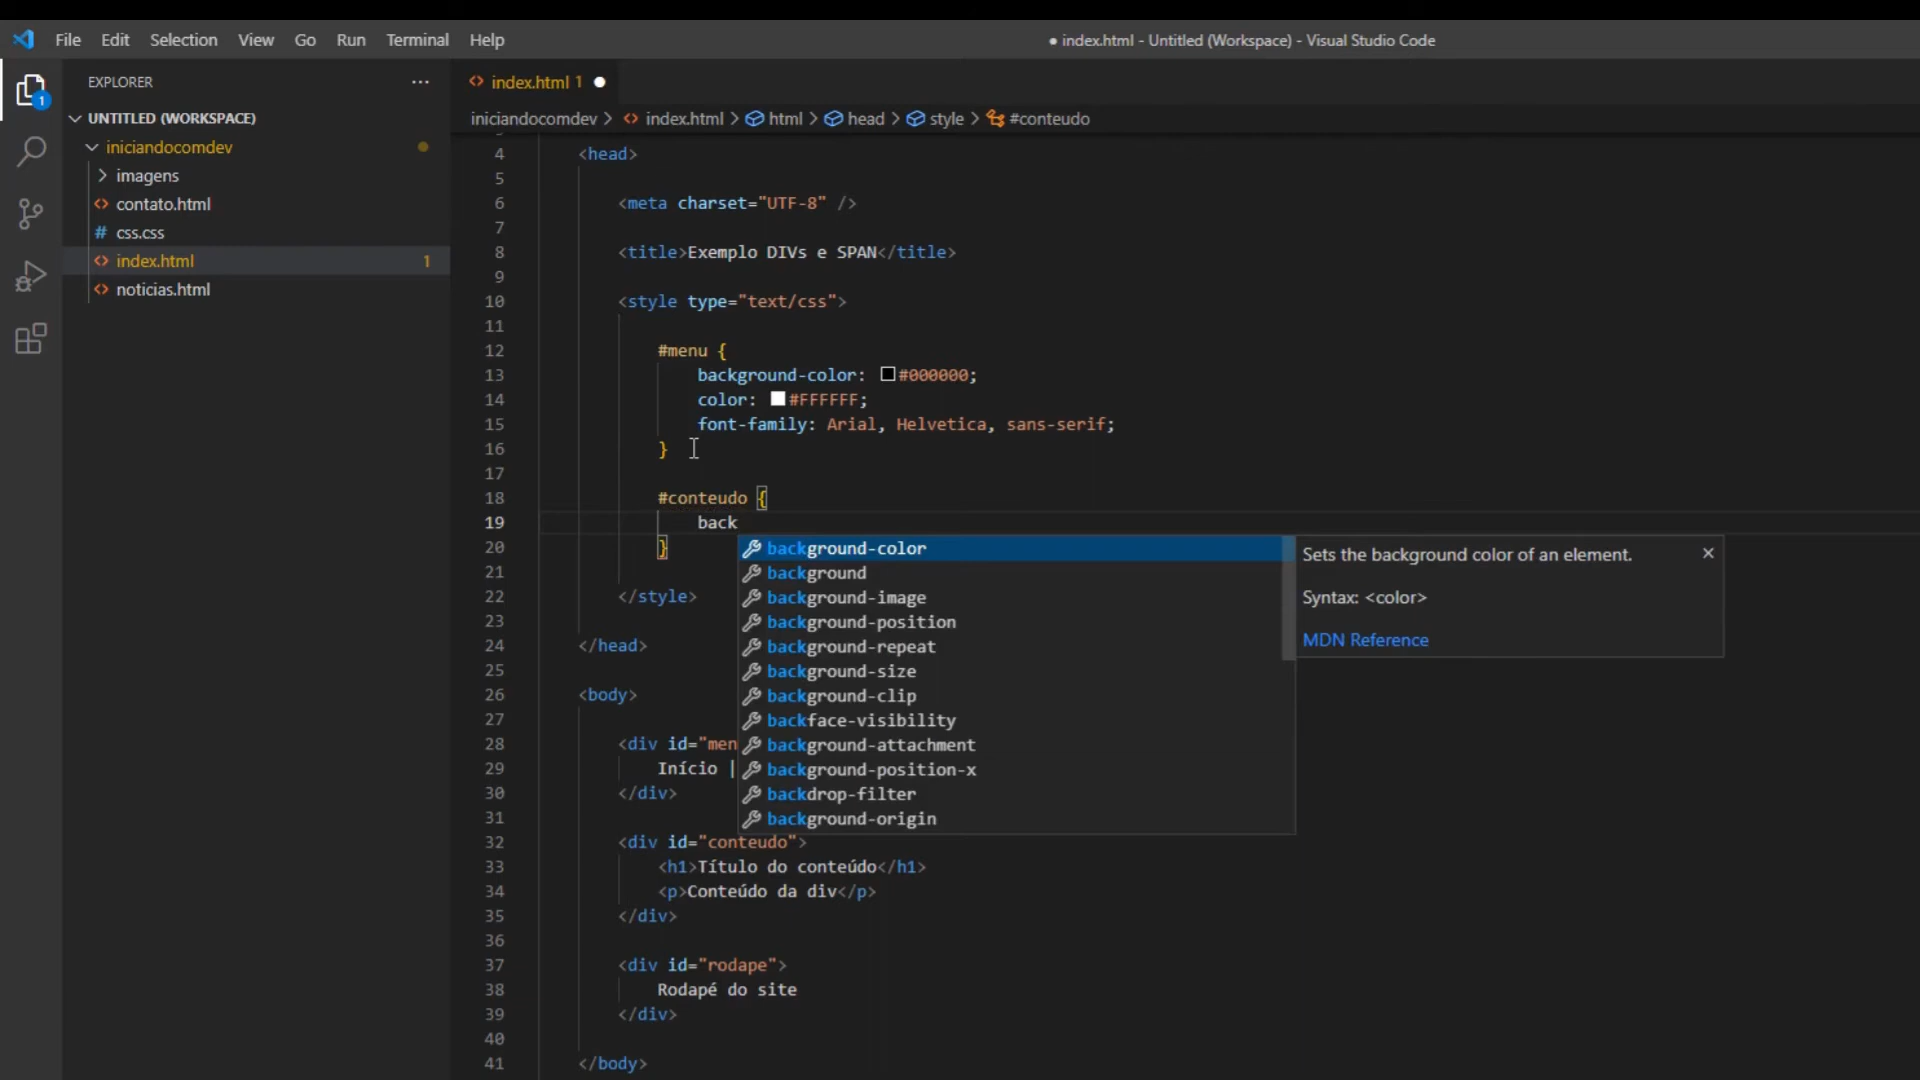 File Edit Selection View Go Run Terminal Help
● index.html - Untitled (Workspace) - Visual Studio Code
1
EXPLORER ...
UNTITLED (WORKSPACE)
iniciandocomdev
imagens
contato.html
# css.css
index.html 1
noticias.html
index.html 1
iniciandocomdev > index.html > html > head > style > #conteudo
4 <head>
5
6 <meta charset="UTF-8" />
7
8 <title>Exemplo DIVs e SPAN</title>
9
10 <style type="text/css">
11
12 #menu {
13 background-color: #000000;
14 color: #FFFFFF;
15 font-family: Arial, Helvetica, sans-serif;
16 }
17
18 #conteudo {
19 back
20 }
21
22 </style>
23
24 </head>
25
26 <body>
27
28 <div id="men
29 Início |
30 </div>
31
32 <div id="conteudo">
33 <h1>Título do conteúdo</h1>
34 <p>Conteúdo da div</p>
35 </div>
36
37 <div id="rodape">
38 Rodapé do site
39 </div>
40
41 </body>
background-color
background
background-image
background-position
background-repeat
background-size
background-clip
backface-visibility
background-attachment
background-position-x
backdrop-filter
background-origin
Sets the background color of an element.
Syntax: <color>
MDN Reference